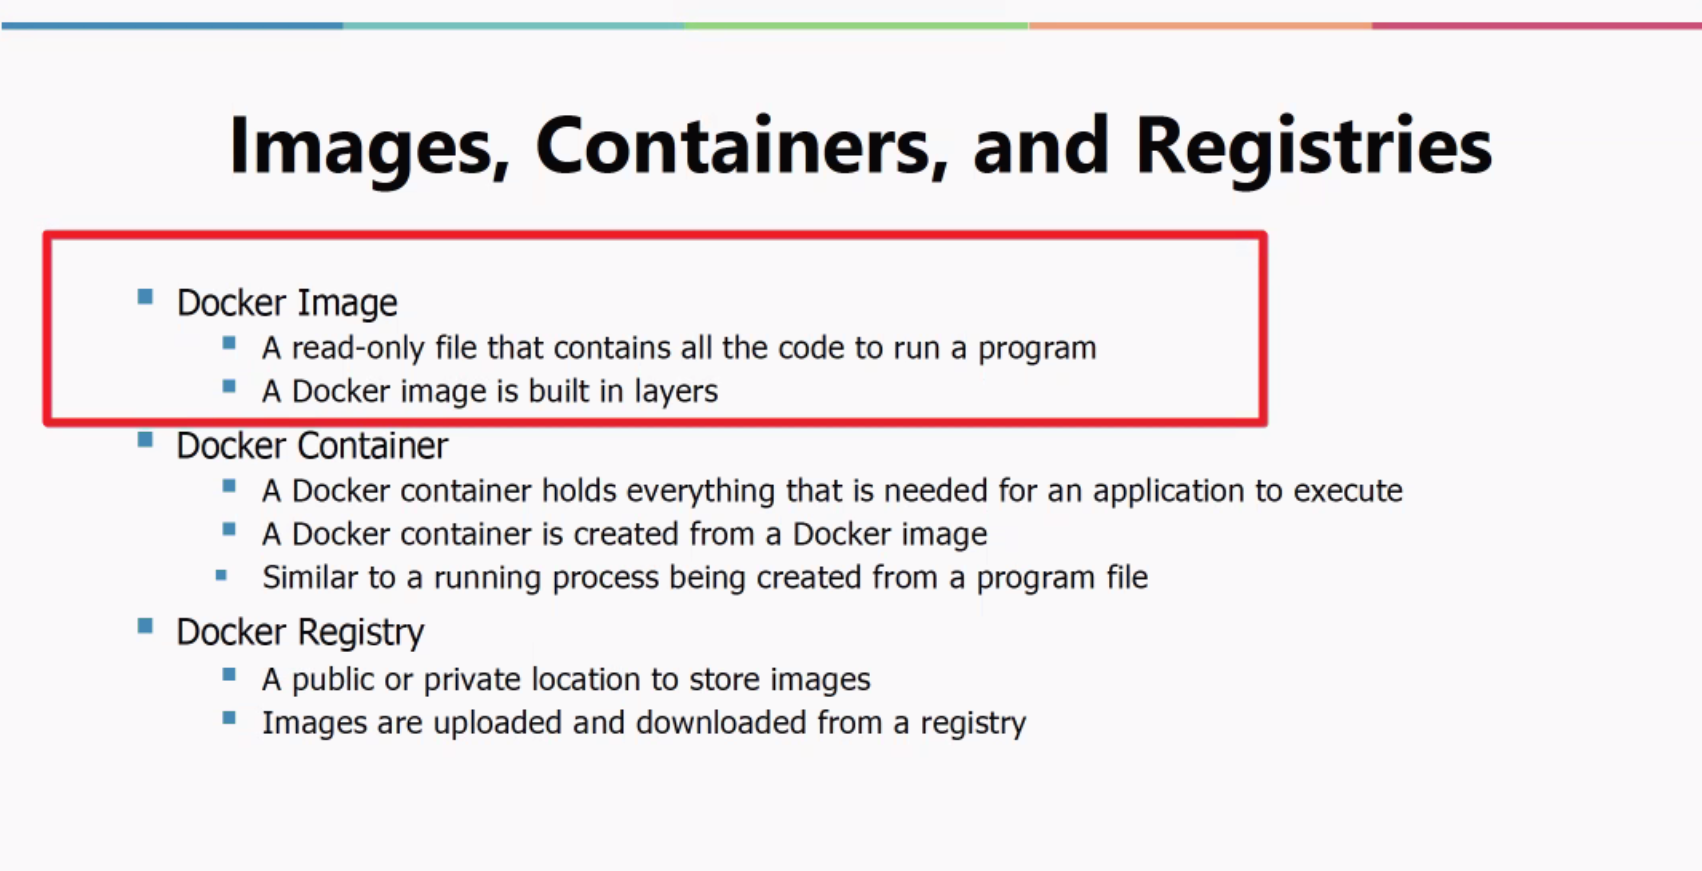 Images, Containers, and Registries
Docker Image
A read-only file that contains all the code to run a program
A Docker image is built in layers
Docker Container
A Docker container holds everything that is needed for an application to execute
A Docker container is created from a Docker image
Similar to a running process being created from a program file
Docker Registry
A public or private location to store images
Images are uploaded and downloaded from a registry